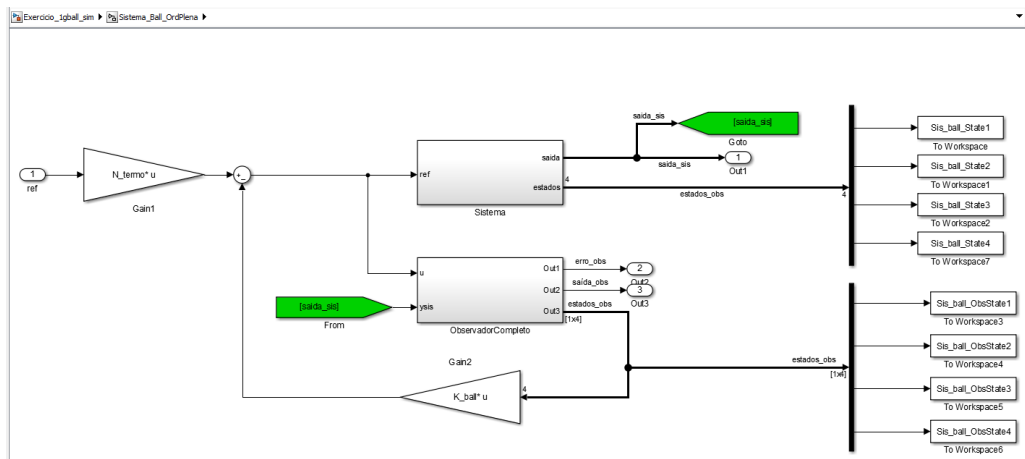 Exercicio_1gball_sim Sistema_Ball_OrdPlena
1
ref
N_termo* u
Gain1
+
-
ref
saida
estados
Sistema
4
saida_sis
[saida_sis]
Goto
saida_sis
1
Out1
estados_obs
4
Sis_ball_State1
To Workspace
Sis_ball_State2
To Workspace1
Sis_ball_State3
To Workspace2
Sis_ball_State4
To Workspace7
[saida_sis]
From
u
ysis
Out1
Out2
Out3
ObservadorCompleto
erro_obs
2
Out2
saída_obs
3
Out3
estados_obs
[1x4]
Gain2
K_ball* u
4
estados_obs
[1x4]
Sis_ball_ObsState1
To Workspace3
Sis_ball_ObsState2
To Workspace4
Sis_ball_ObsState3
To Workspace5
Sis_ball_ObsState4
To Workspace6